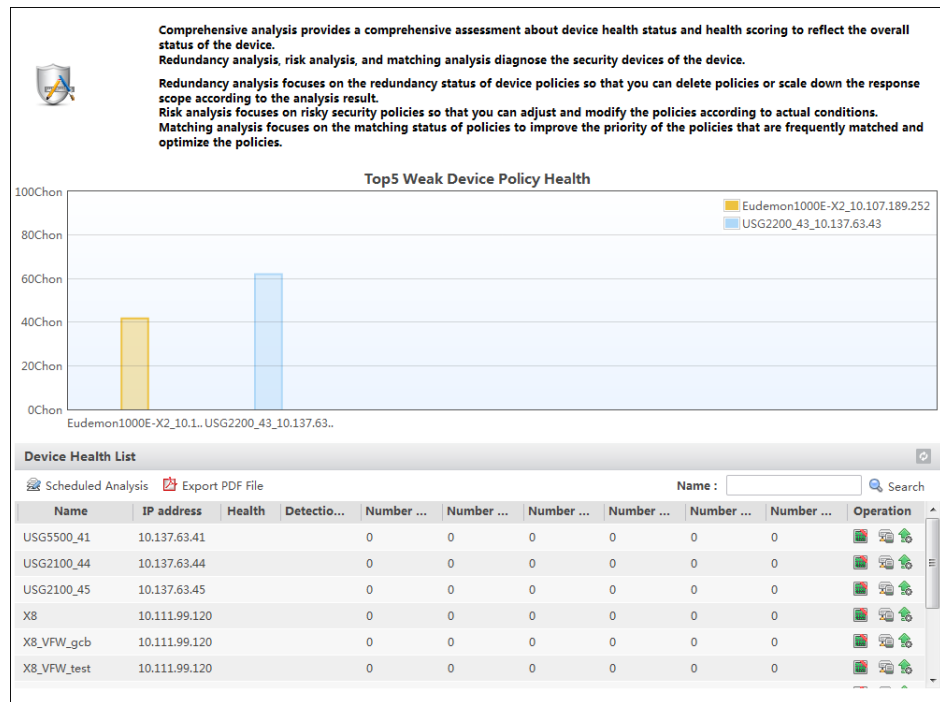 Comprehensive analysis provides a comprehensive assessment about device health status and health scoring to reflect the overall
status of the device.
Redundancy analysis, risk analysis, and matching analysis diagnose the security devices of the device.
Redundancy analysis focuses on the redundancy status of device policies so that you can delete policies or scale down the response
scope according to the analysis result.
Risk analysis focuses on risky security policies so that you can adjust and modify the policies according to actual conditions.
Matching analysis focuses on the matching status of policies to improve the priority of the policies that are frequently matched and
optimize the policies.
Top5 Weak Device Policy Health
100Chon
Eudemon1000E-X2_10.107.189.252
USG2200_43_10.137.63.43
80Chon
60Chon
40Chon
20Chon
0Chon
Eudemon1000E-X2_10.1.. USG2200_43_10.137.63..
Device Health List
Scheduled Analysis Export PDF File Name : Search
Name IP address Health Detectio... Number ... Number ... Number ... Number ... Number ... Number ... Operation
USG5500_41 10.137.63.41 0 0 0 0 0 0
USG2100_44 10.137.63.44 0 0 0 0 0 0
USG2100_45 10.137.63.45 0 0 0 0 0 0
X8 10.111.99.120 0 0 0 0 0 0
X8_VFW_gcb 10.111.99.120 0 0 0 0 0 0
X8_VFW_test 10.111.99.120 0 0 0 0 0 0